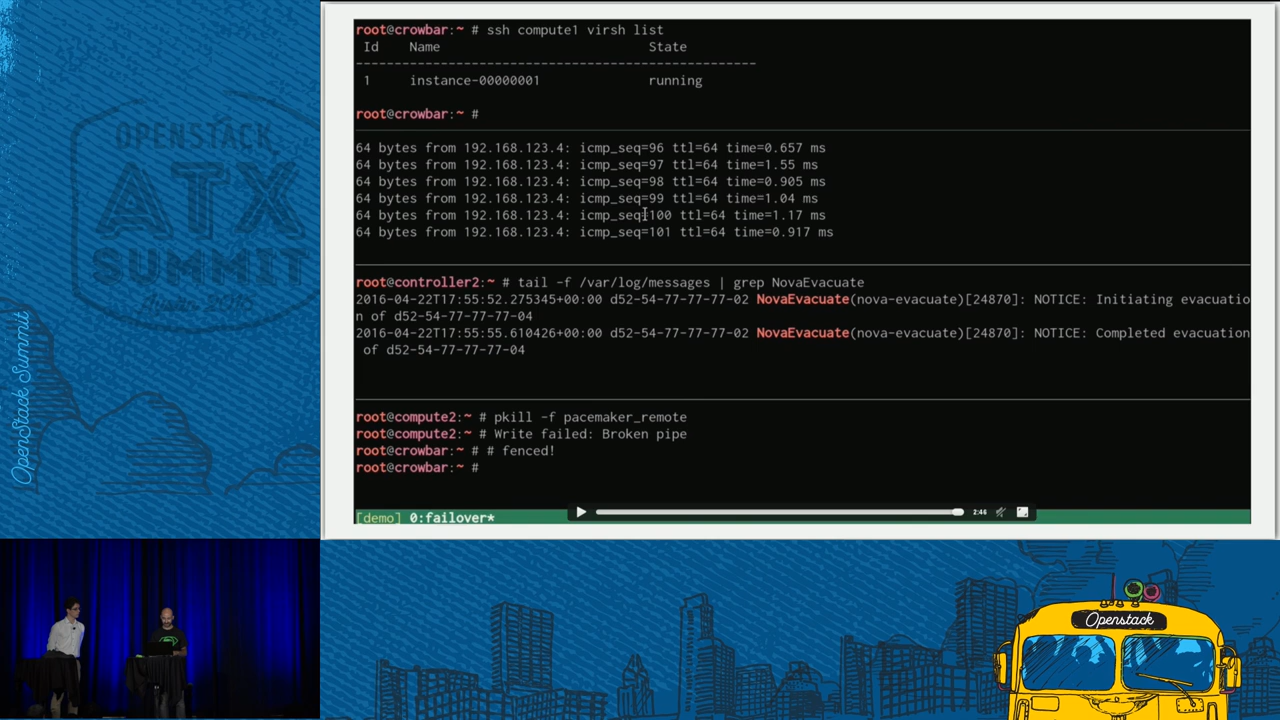 root@crowbar:~ # ssh compute1 virsh list
Id Name State
----------------------------------------------------
1 instance-00000001 running
root@crowbar:~ #
64 bytes from 192.168.123.4: icmp_seq=96 ttl=64 time=0.657 ms
64 bytes from 192.168.123.4: icmp_seq=97 ttl=64 time=1.55 ms
64 bytes from 192.168.123.4: icmp_seq=98 ttl=64 time=0.905 ms
64 bytes from 192.168.123.4: icmp_seq=99 ttl=64 time=1.04 ms
64 bytes from 192.168.123.4: icmp_seq=100 ttl=64 time=1.17 ms
64 bytes from 192.168.123.4: icmp_seq=101 ttl=64 time=0.917 ms
root@controller2:~ # tail -f /var/log/messages | grep NovaEvacuate
2016-04-22T17:55:52.275345+00:00 d52-54-77-77-77-02 NovaEvacuate(nova-evacuate)[24870]: NOTICE: Initiating evacuatio
n of d52-54-77-77-77-04
2016-04-22T17:55:55.610426+00:00 d52-54-77-77-77-02 NovaEvacuate(nova-evacuate)[24870]: NOTICE: Completed evacuation
of d52-54-77-77-77-04
root@compute2:~ # pkill -f pacemaker_remote
root@compute2:~ # Write failed: Broken pipe
root@crowbar:~ # # fenced!
root@crowbar:~ #
[demo] 0:failover*
2:46
OPENSTACK
ATX
SUMMIT
OpenStack Summit
Openstack